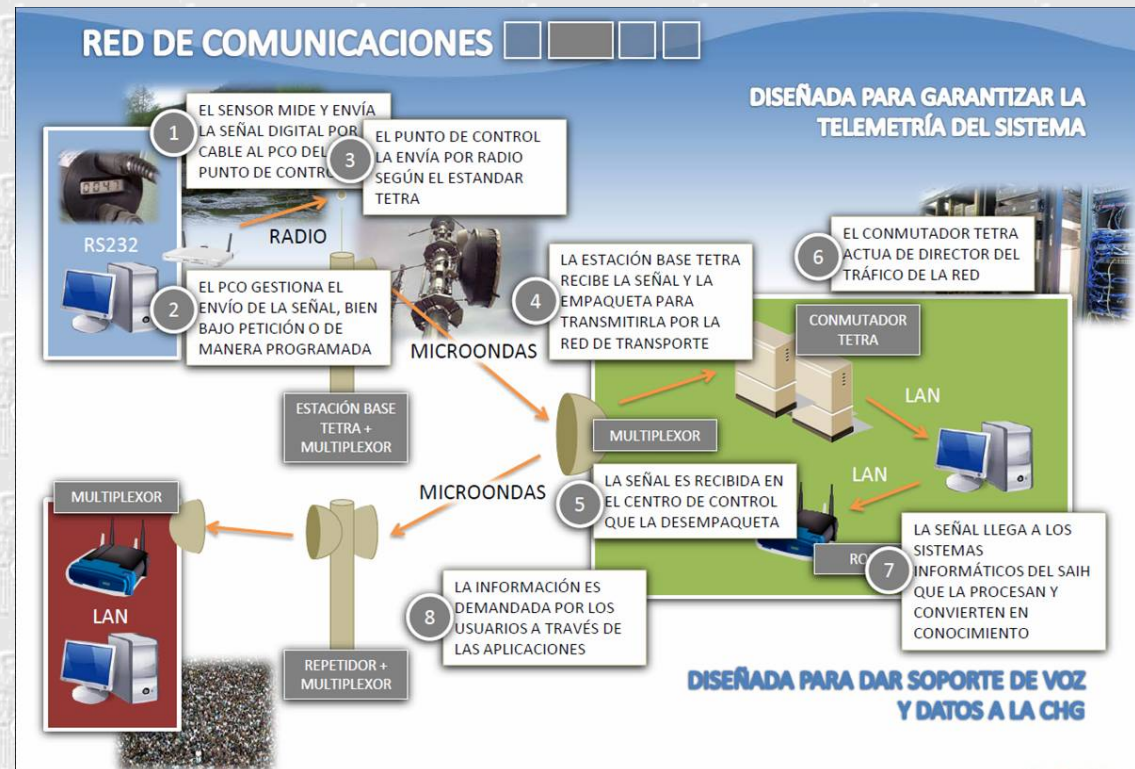 RED DE COMUNICACIONES
DISEÑADA PARA GARANTIZAR LA
TELEMETRÍA DEL SISTEMA
1
EL SENSOR MIDE Y ENVÍA
LA SEÑAL DIGITAL POR
CABLE AL PCO DEL
PUNTO DE CONTRO
3
EL PUNTO DE CONTROL
LA ENVÍA POR RADIO
SEGÚN EL ESTANDAR
TETRA
0047
RS232
RADIO
2
EL PCO GESTIONA EL
ENVÍO DE LA SEÑAL, BIEN
BAJO PETICIÓN O DE
MANERA PROGRAMADA
4
LA ESTACIÓN BASE TETRA
RECIBE LA SEÑAL Y LA
EMPAQUETA PARA
TRANSMITIRLA POR LA
RED DE TRANSPORTE
6
EL CONMUTADOR TETRA
ACTUA DE DIRECTOR DEL
TRÁFICO DE LA RED
MICROONDAS
CONMUTADOR
TETRA
LAN
ESTACIÓN BASE
TETRA +
MULTIPLEXOR
MULTIPLEXOR
LAN
MICROONDAS
5
LA SEÑAL ES RECIBIDA EN
EL CENTRO DE CONTROL
QUE LA DESEMPAQUETA
7
LA SEÑAL LLEGA A LOS
SISTEMAS
INFORMÁTICOS DEL SAIH
QUE LA PROCESAN Y
CONVIERTEN EN
CONOCIMIENTO
MULTIPLEXOR
LAN
REPETIDOR +
MULTIPLEXOR
8
LA INFORMACIÓN ES
DEMANDADA POR LOS
USUARIOS A TRAVÉS DE
LAS APLICACIONES
DISEÑADA PARA DAR SOPORTE DE VOZ
Y DATOS A LA CHG